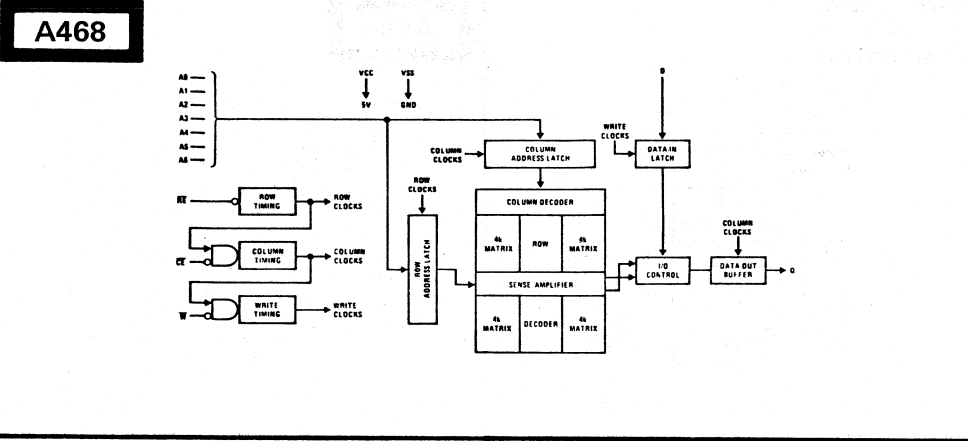 A468
A0
A1
A2
A3
A4
A5
A6
VCC
5V
VSS
GND
D
WRITE
CLOCKS
COLUMN
CLOCKS
COLUMN
ADDRESS LATCH
DATA-IN
LATCH
RE
ROW
TIMING
ROW
CLOCKS
ROW
CLOCKS
COLUMN DECODER
COLUMN
CLOCKS
CE
COLUMN
TIMING
COLUMN
CLOCKS
ROW
ADDRESS LATCH
4k
MATRIX
ROW
4k
MATRIX
I/O
CONTROL
DATA OUT
BUFFER
Q
SENSE AMPLIFIER
W
WRITE
TIMING
WRITE
CLOCKS
4k
MATRIX
DECODER
4k
MATRIX